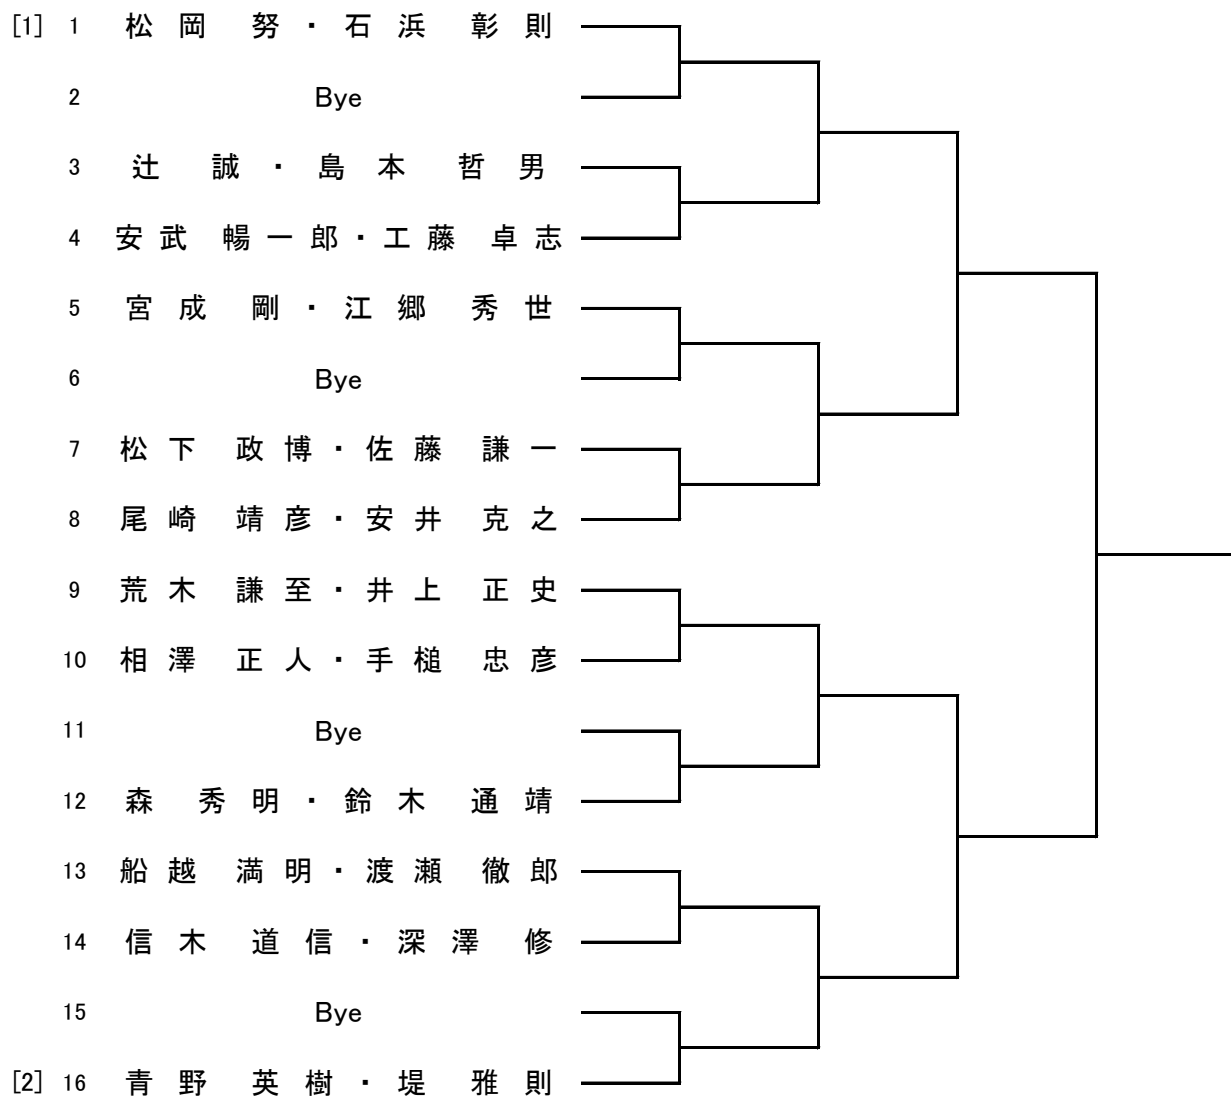 [1] 1 松岡 努・石浜 彰則
2 Bye
3 辻 誠・島本 哲男
4 安武 暢一郎・工藤 卓志
5 宮成 剛・江郷 秀世
6 Bye
7 松下 政博・佐藤 謙一
8 尾崎 靖彦・安井 克之
9 荒木 謙至・井上 正史
10 相澤 正人・手槌 忠彦
11 Bye
12 森 秀明・鈴木 通靖
13 船越 満明・渡瀬 徹郎
14 信木 道信・深澤 修
15 Bye
[2] 16 青野 英樹・堤 雅則